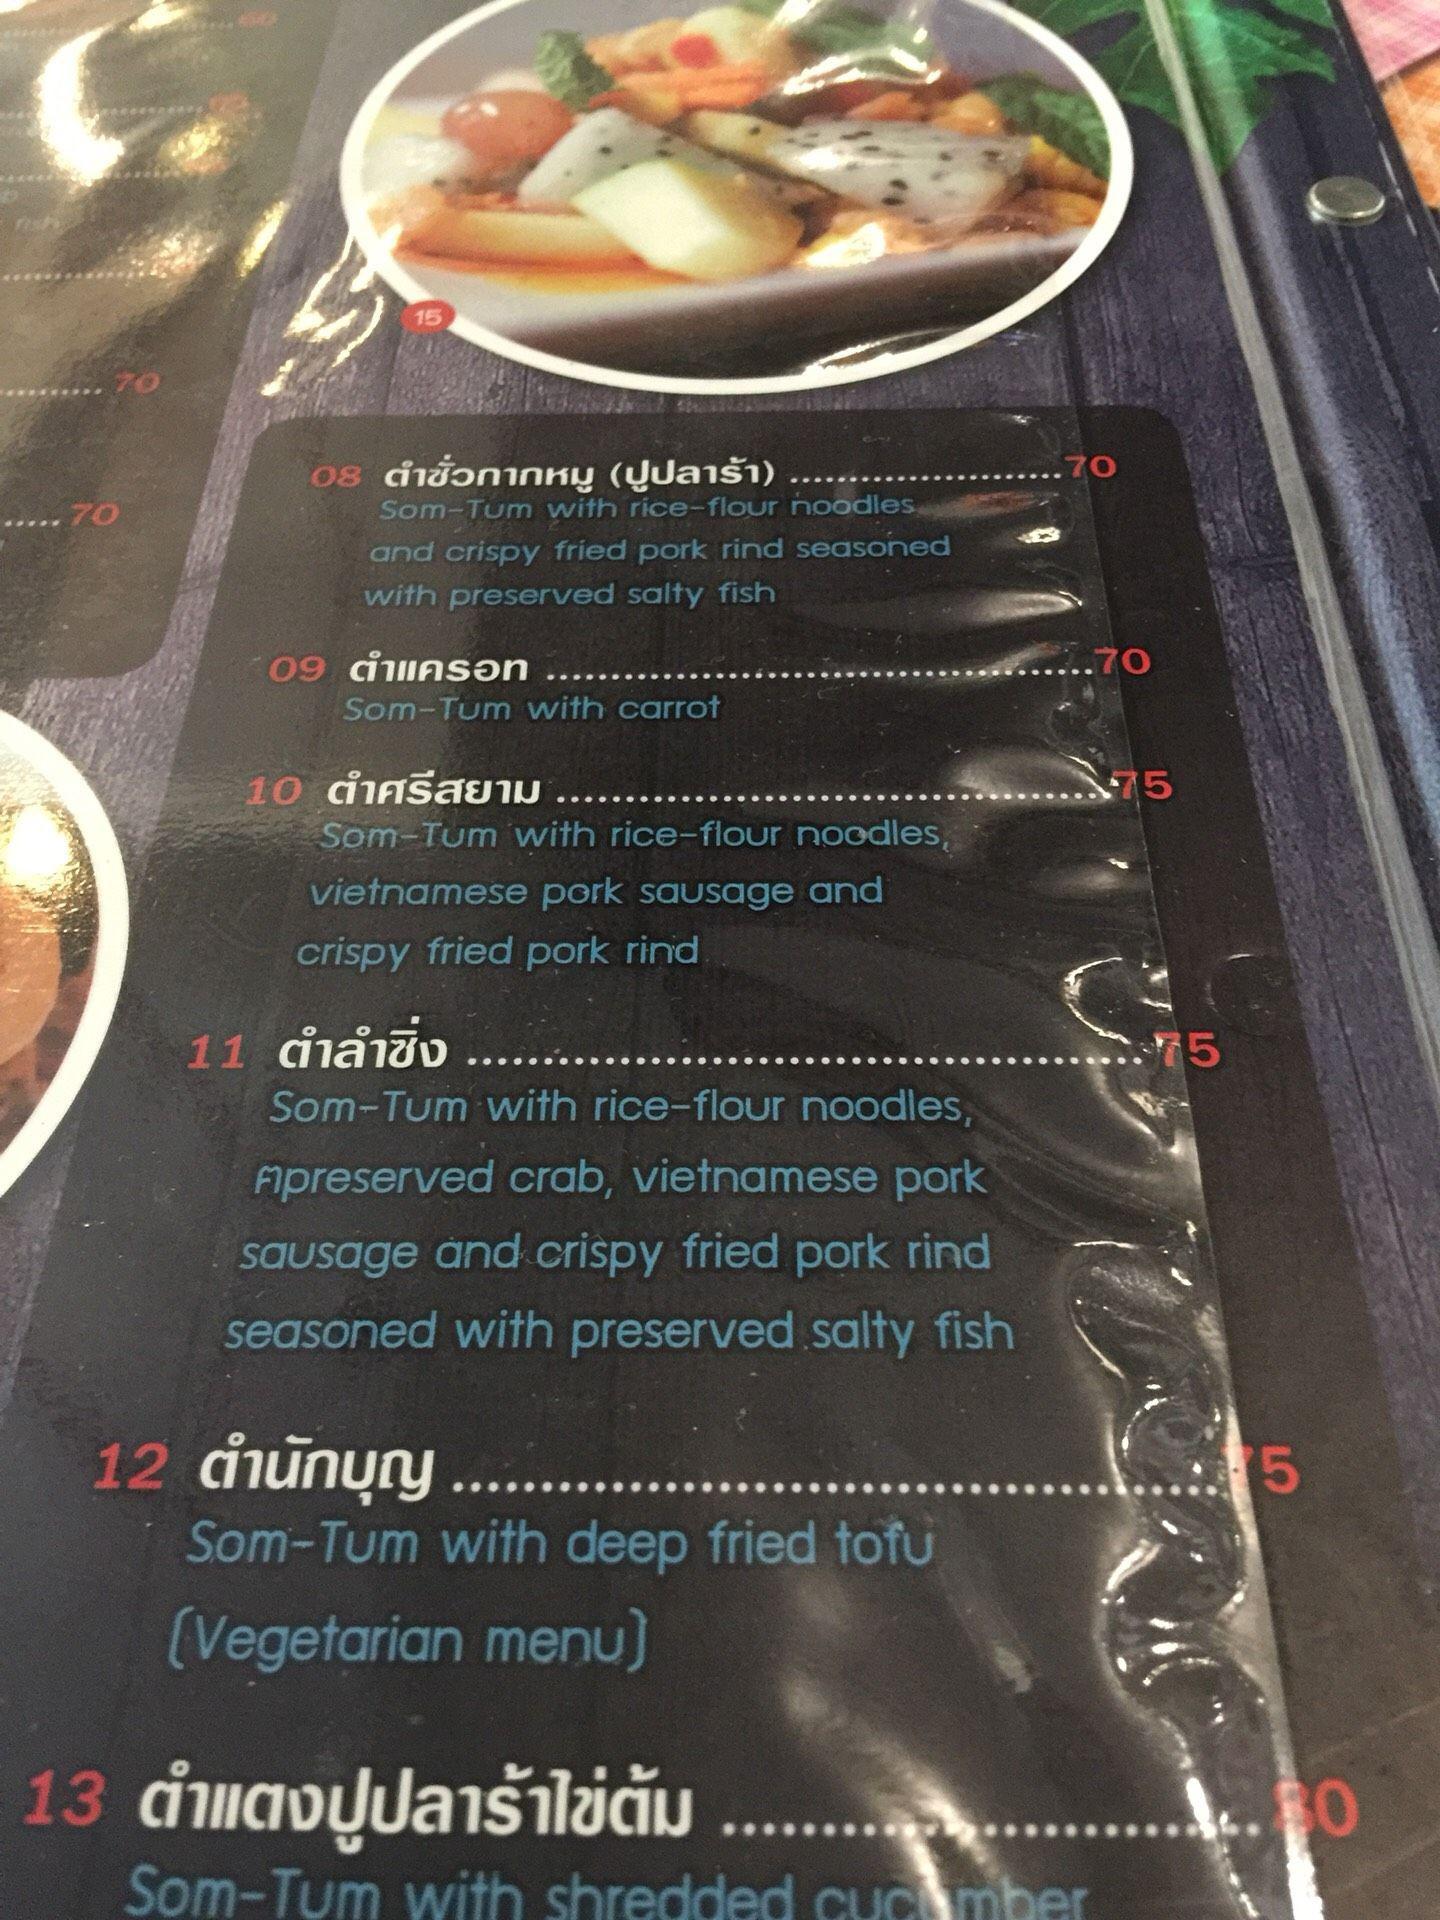 60
70
70
15
08 ตำซั่วกากหมู (ปูปลาร้า) ........................ 70
Som-Tum with rice-flour noodles
and crispy fried pork rind seasoned
with preserved salty fish
09 ตำแครอท ........................................ 70
Som-Tum with carrot
10 ตำศรีสยาม ........................................ 75
Som-Tum with rice-flour noodles,
vietnamese pork sausage and
crispy fried pork rind
11 ตำลำซิ่ง ................................................ 75
Som-Tum with rice-flour noodles,
ฅpreserved crab, vietnamese pork
sausage and crispy fried pork rind
seasoned with preserved salty fish
12 ตำนักบุญ ................................................ 75
Som-Tum with deep fried tofu
(Vegetarian menu)
13 ตำแตงปูปลาร้าไข่ต้ม ................................ 80
Som-Tum with shredded cucumber